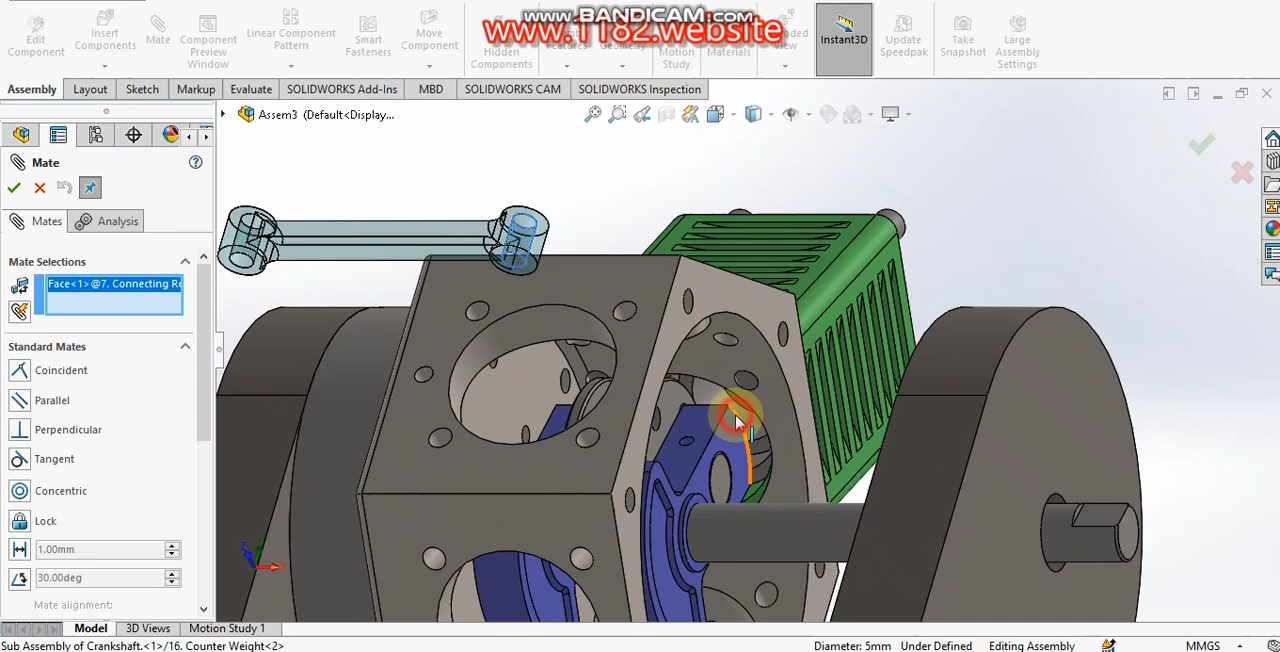 www.BANDICAM.com
www.1182.website
Edit Component
Insert Components
Mate
Component Preview Window
Linear Component Pattern
Smart Fasteners
Move Component
Hidden Components
Features
Geometry
Motion Study
Materials
View
Instant3D
Update Speedpak
Take Snapshot
Large Assembly Settings
Assembly
Layout
Sketch
Markup
Evaluate
SOLIDWORKS Add-Ins
MBD
SOLIDWORKS CAM
SOLIDWORKS Inspection
Assem3 (Default<Display...
Mate
Mates
Analysis
Mate Selections
Face<1>@7. Connecting R
Standard Mates
Coincident
Parallel
Perpendicular
Tangent
Concentric
Lock
1.00mm
30.00deg
Mate alignment:
Model
3D Views
Motion Study 1
Sub Assembly of Crankshaft.<1>/16. Counter Weight<2>
Diameter: 5mm
Under Defined
Editing Assembly
MMGS